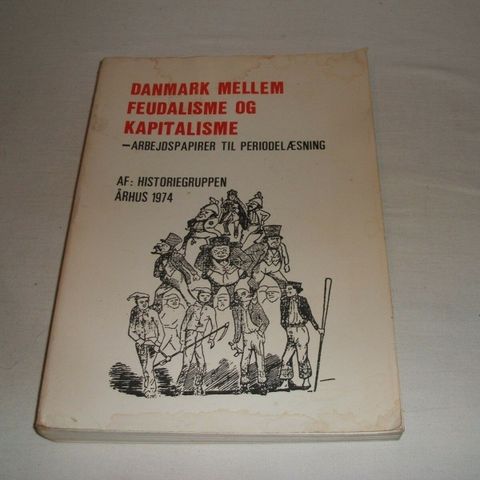 DANMARK MELLEM
FEUDALISME OG
KAPITALISME
–ARBEJDSPAPIRER TIL PERIODELÆSNING
AF: HISTORIEGRUPPEN
ÅRHUS 1974